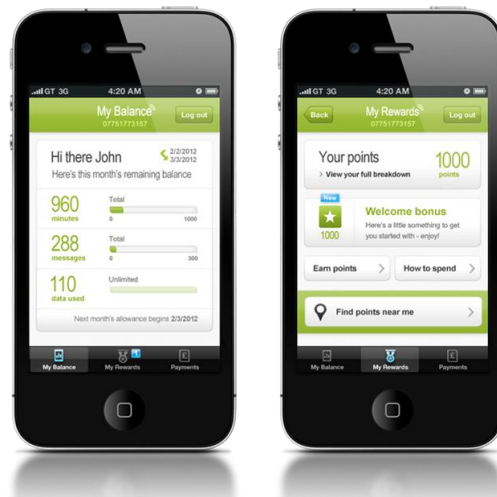 GT 3G 4:20 AM
My Balance
07751773157
Log out
Hi there John
2/2/2012
3/3/2012
Here's this month's remaining balance
960
minutes
Total
0 1000
288
messages
Total
0 300
110
data used
Unlimited
Next month's allowance begins 2/3/2012
My Balance
My Rewards
Payments
GT 3G 4:20 AM
Back
My Rewards
07751773157
Log out
Your points
1000
points
> View your full breakdown
New
1000
Welcome bonus
Here's a little something to get
you started with - enjoy!
Earn points
How to spend
Find points near me
My Balance
My Rewards
Payments